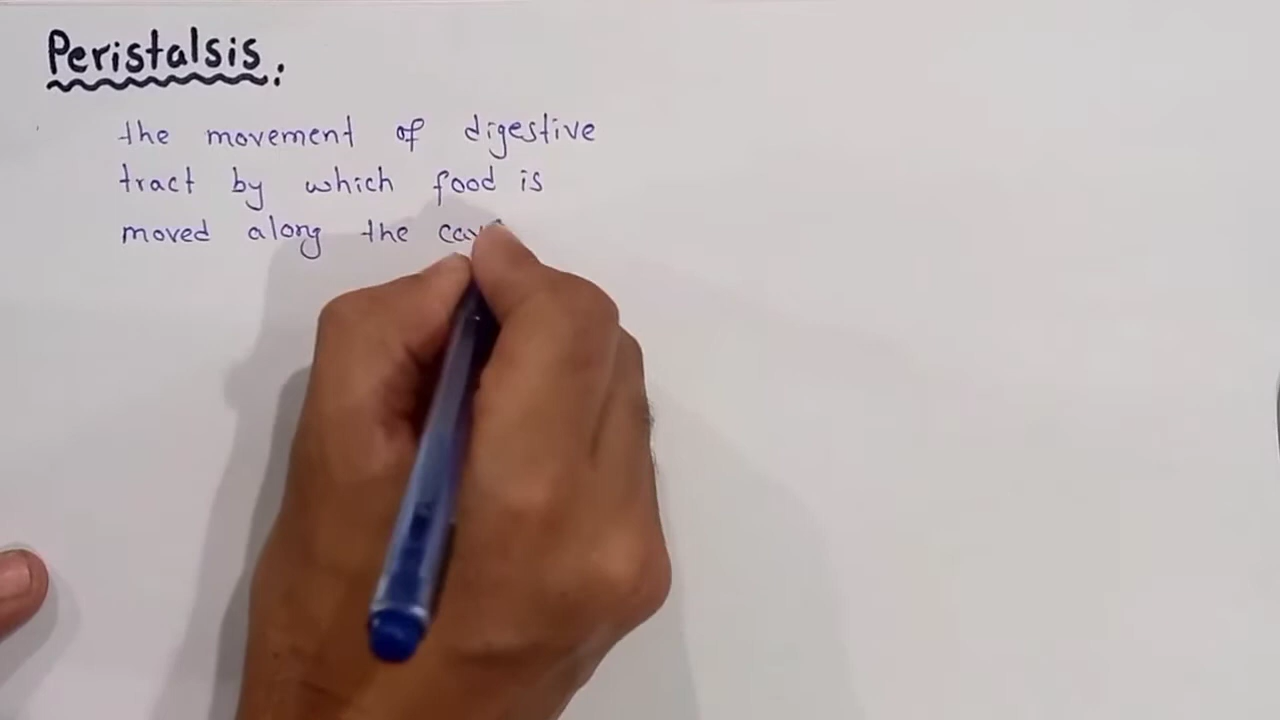 Peristalsis:
the movement of digestive
tract by which food is
moved along the